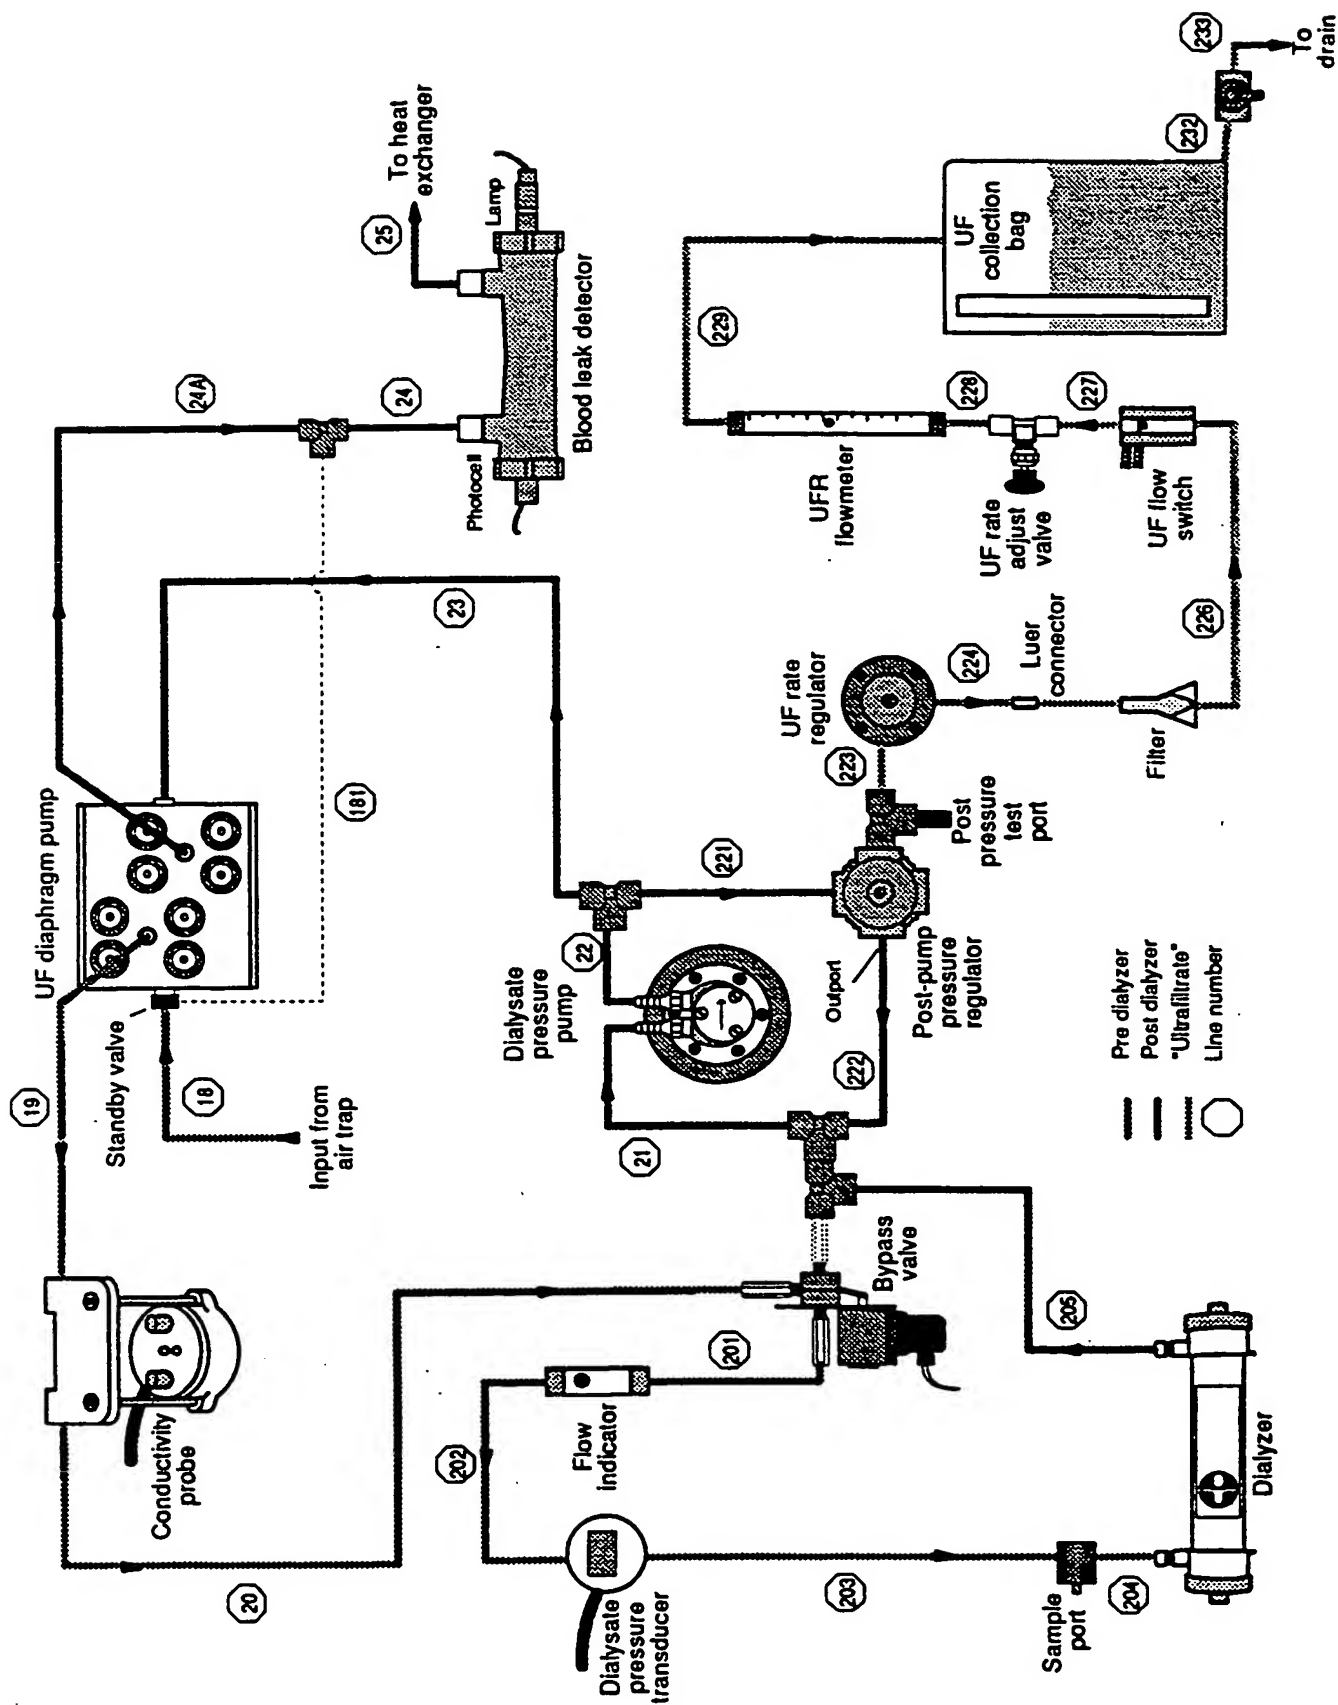 19
UF diaphragm pump
24A
To heat
exchanger
25
Lamp
24
Photocell
Blood leak detector
Standby valve
18
Input from
air trap
181
23
Conductivity
probe
20
Dialysate
pressure
pump
22
221
21
222
Outport
Post-pump
pressure
regulator
Post
pressure
test
port
223
UF rate
regulator
224
Luer
connector
Filter
226
UF flow
switch
227
UF rate
adjust
valve
228
UFR
flowmeter
229
UF
collection
bag
232
233
To
drain
202
Flow
indicator
201
Bypass
valve
205
Dialysate
pressure
transducer
203
Sample
port
204
Dialyzer
Pre dialyzer
Post dialyzer
"Ultrafiltrate"
Line number